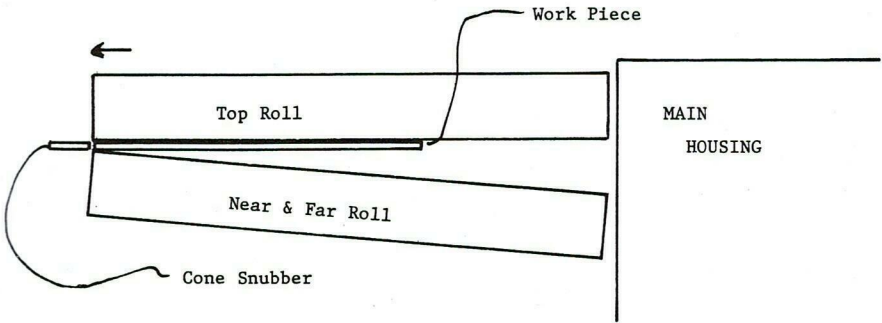 Work Piece
Top Roll
MAIN
HOUSING
Near & Far Roll
Cone Snubber